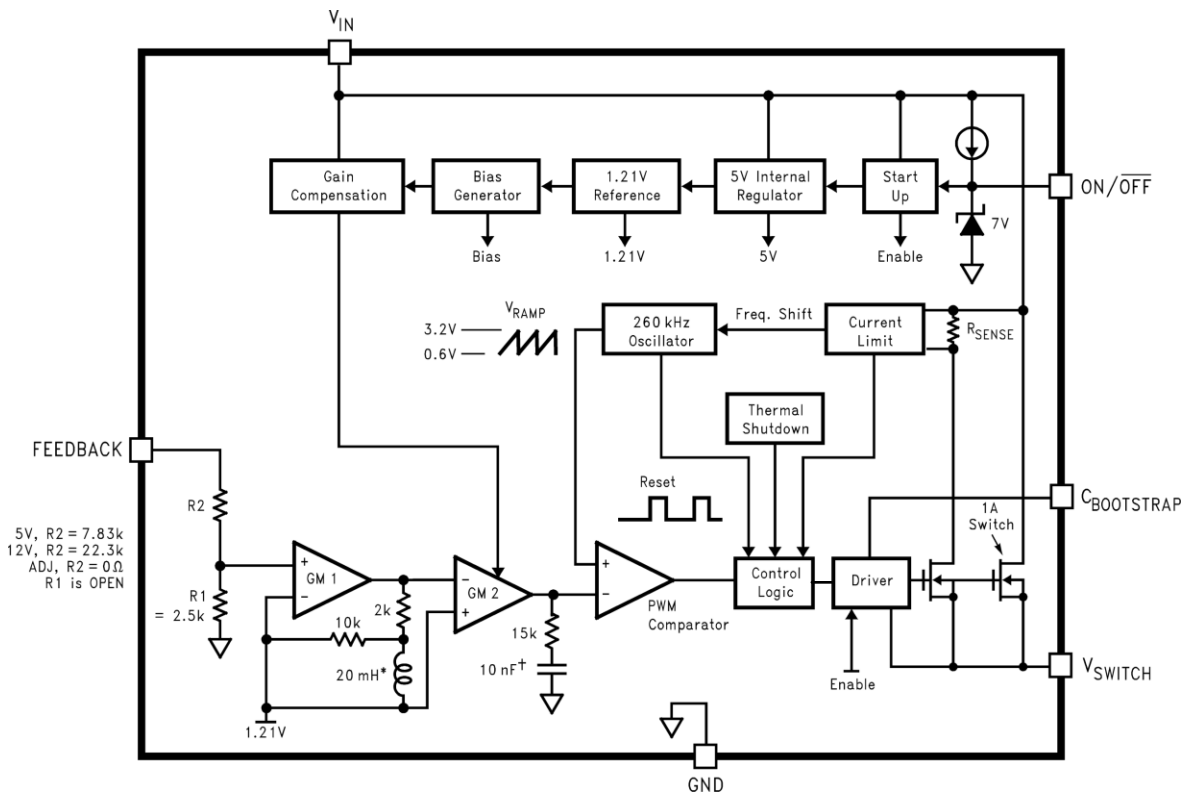 V_IN
Gain
Compensation
Bias
Generator
1.21V
Reference
5V Internal
Regulator
Start
Up
ON/O̅F̅F̅
7V
Bias
1.21V
5V
Enable
V_RAMP
3.2V
0.6V
260 kHz
Oscillator
Freq. Shift
Current
Limit
R_SENSE
Thermal
Shutdown
FEEDBACK
Reset
C_BOOTSTRAP
1A
Switch
R2
5V, R2 = 7.83k
12V, R2 = 22.3k
ADJ, R2 = 0Ω
R1 is OPEN
R1
= 2.5k
+
−
GM 1
2k
10k
20 mH*
1.21V
−
+
GM 2
15k
10 nF†
+
−
PWM
Comparator
Control
Logic
Driver
Enable
V_SWITCH
GND